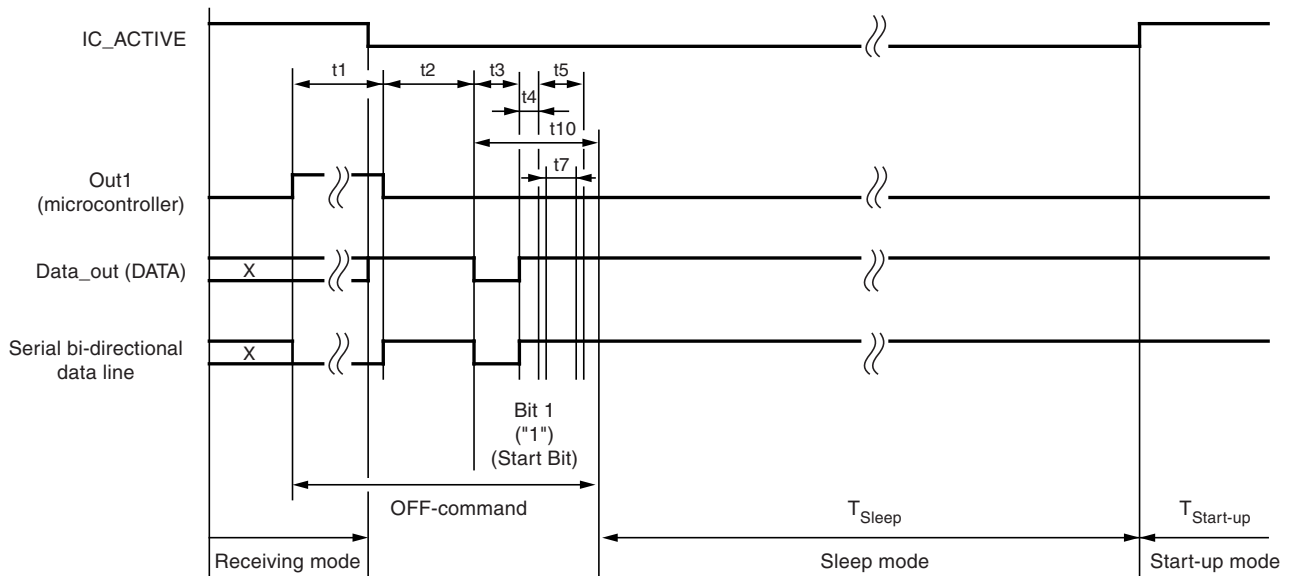 IC_ACTIVE
t1
t2
t3
t5
t4
t10
t7
Out1
(microcontroller)
Data_out (DATA)
X
Serial bi-directional
data line
X
Bit 1
("1")
(Start Bit)
OFF-command
TSleep
TStart-up
Receiving mode
Sleep mode
Start-up mode